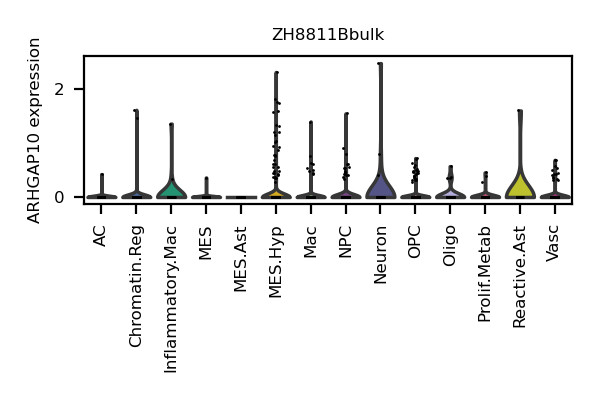 ZH8811Bbulk
ARHGAP10 expression
2
0
AC
Chromatin.Reg
Inflammatory.Mac
MES
MES.Ast
MES.Hyp
Mac
NPC
Neuron
OPC
Oligo
Prolif.Metab
Reactive.Ast
Vasc